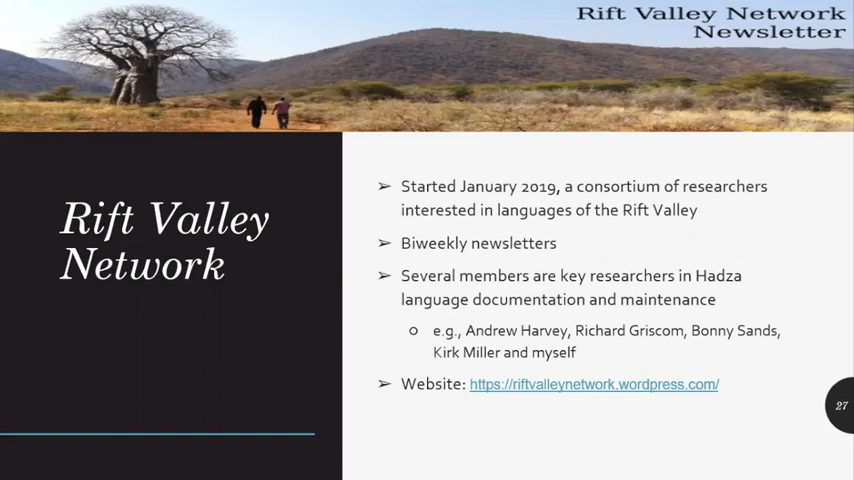 Rift Valley Network
Newsletter
Rift Valley
Network
➢ Started January 2019, a consortium of researchers
interested in languages of the Rift Valley
➢ Biweekly newsletters
➢ Several members are key researchers in Hadza
language documentation and maintenance
○ e.g., Andrew Harvey, Richard Griscom, Bonny Sands,
Kirk Miller and myself
➢ Website: https://riftvalleynetwork.wordpress.com/
27